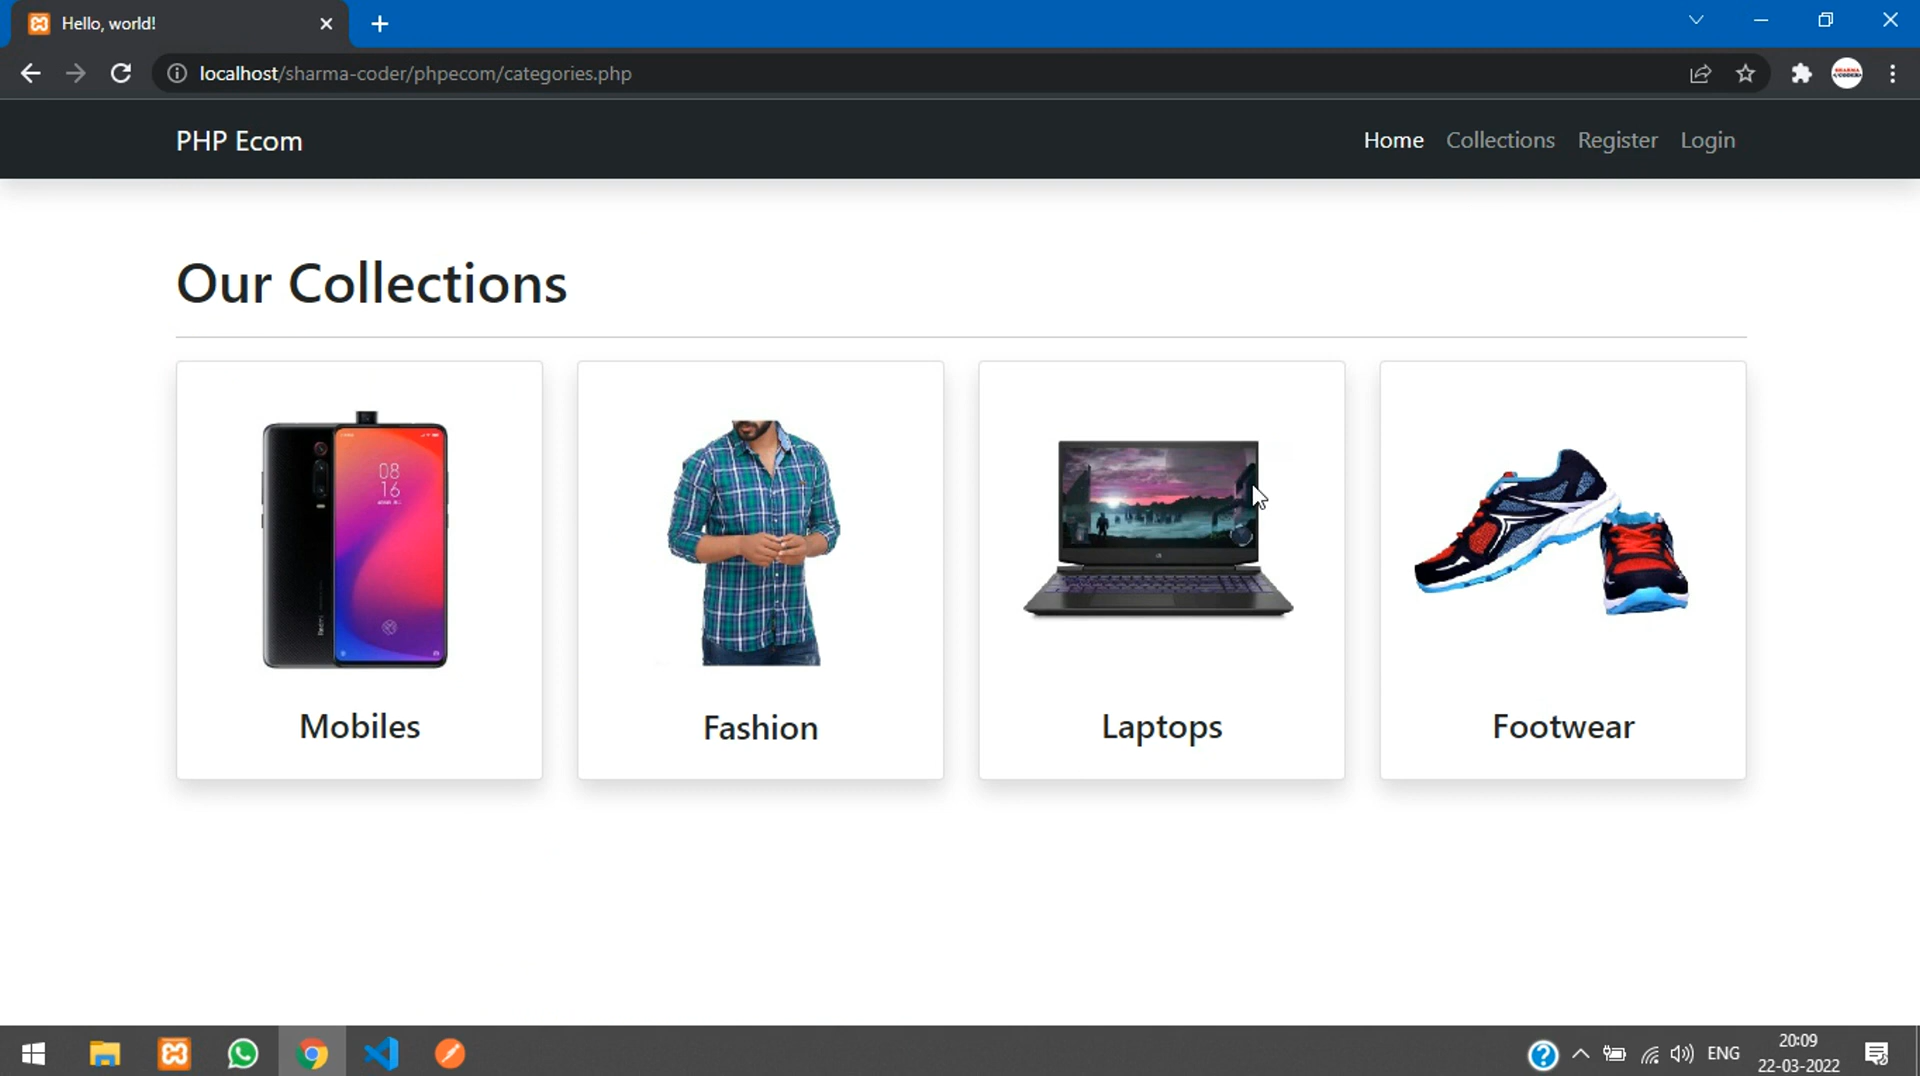 Hello, world!
localhost/sharma-coder/phpecom/categories.php
PHP Ecom
Home Collections Register Login
Our Collections
08
16
Mobiles
Fashion
Laptops
Footwear
ENG
20:09
22-03-2022